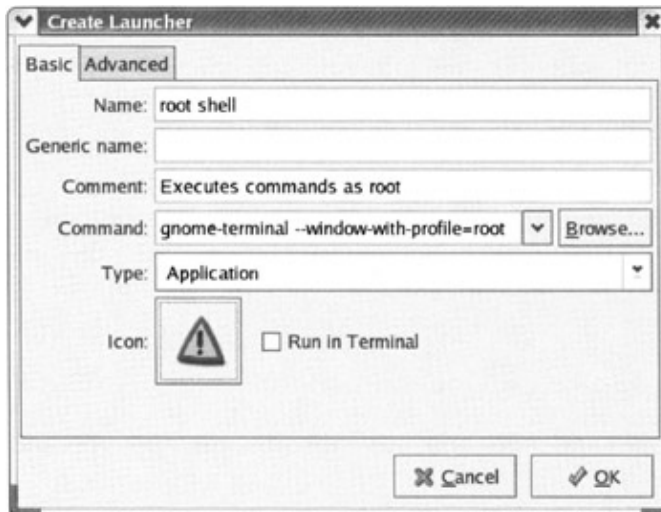 Create Launcher
Basic Advanced
Name: root shell
Generic name:
Comment: Executes commands as root
Command: gnome-terminal --window-with-profile=root Browse...
Type: Application
Icon: Run in Terminal
Cancel OK